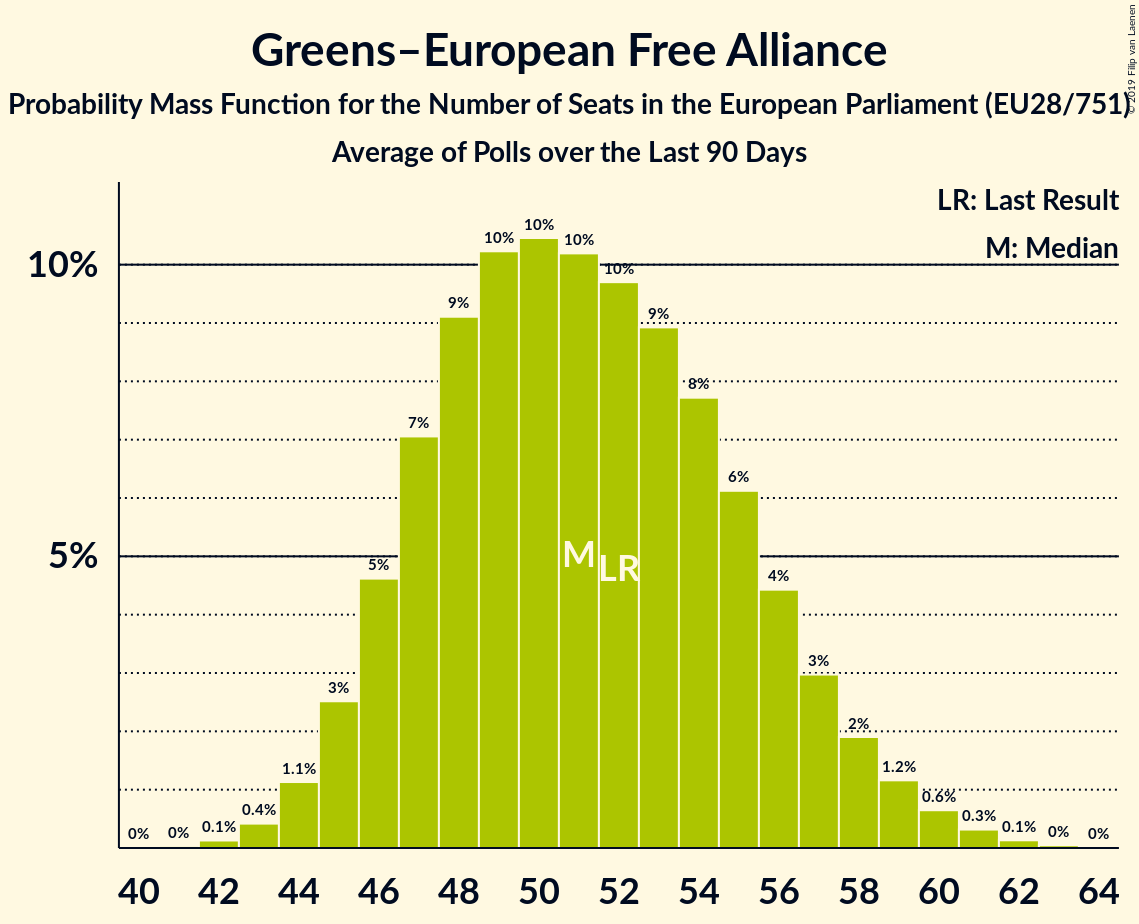 Greens–European Free Alliance
Probability Mass Function for the Number of Seats in the European Parliament (EU28/751)
Average of Polls over the Last 90 Days
© 2019 Filip van Laenen
LR: Last Result
M: Median
10%
5%
0% 0% 0.1% 0.4% 1.1% 3% 5% 7% 9% 10% 10% 10% 10% 9% 8% 6% 4% 3% 2% 1.2% 0.6% 0.3% 0.1% 0% 0%
M LR
40 42 44 46 48 50 52 54 56 58 60 62 64